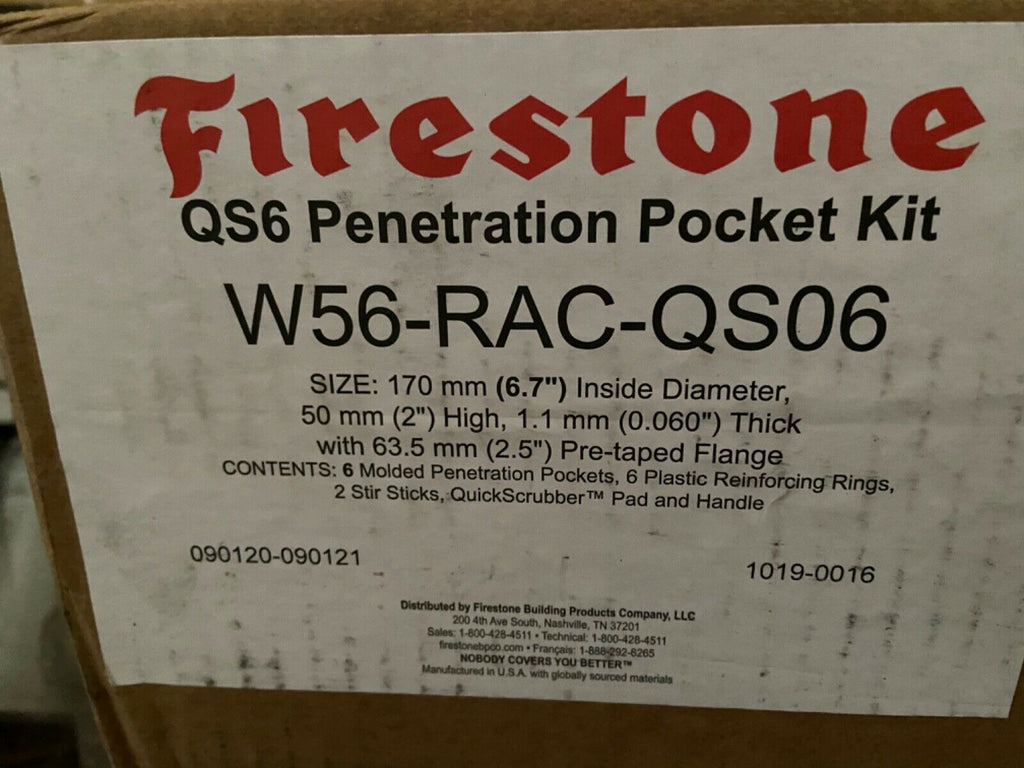 Firestone
QS6 Penetration Pocket Kit
W56-RAC-QS06
SIZE: 170 mm (6.7") Inside Diameter,
50 mm (2") High, 1.1 mm (0.060") Thick
with 63.5 mm (2.5") Pre-taped Flange
CONTENTS: 6 Molded Penetration Pockets, 6 Plastic Reinforcing Rings,
2 Stir Sticks, QuickScrubber™ Pad and Handle
090120-090121
1019-0016
Distributed by Firestone Building Products Company, LLC
200 4th Ave South, Nashville, TN 37201
Sales: 1-800-428-4511 • Technical: 1-800-428-4511
firestonebpco.com • Français: 1-888-292-6265
NOBODY COVERS YOU BETTER™
Manufactured in U.S.A. with globally sourced materials